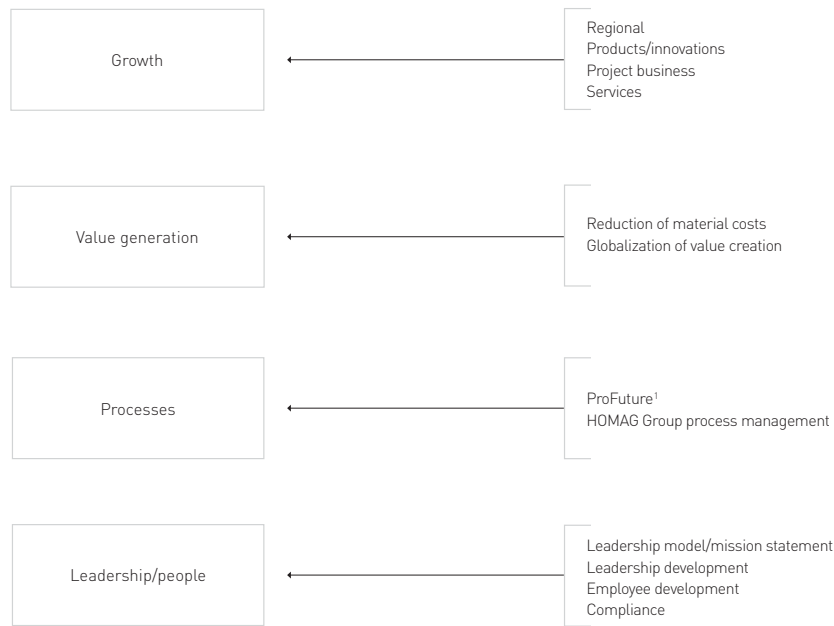 Growth
Regional
Products/innovations
Project business
Services
Value generation
Reduction of material costs
Globalization of value creation
Processes
ProFuture¹
HOMAG Group process management
Leadership/people
Leadership model/mission statement
Leadership development
Employee development
Compliance